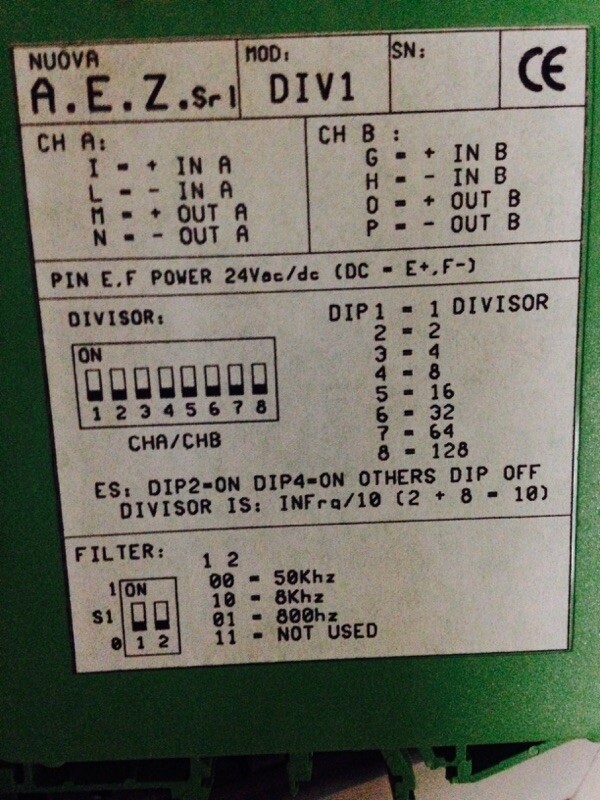 NUOVA
A.E.Z.Srl
MOD:
DIV1
SN:
CE
CH A:
I = + IN A
L = - IN A
M = + OUT A
N = - OUT A
CH B :
G = + IN B
H = - IN B
O = + OUT B
P = - OUT B
PIN E,F POWER 24Vac/dc (DC = E+,F-)
DIVISOR:
ON
1 2 3 4 5 6 7 8
CHA/CHB
DIP1 = 1 DIVISOR
2 = 2
3 = 4
4 = 8
5 = 16
6 = 32
7 = 64
8 = 128
ES: DIP2=ON DIP4=ON OTHERS DIP OFF
DIVISOR IS: INFrq/10 (2 + 8 = 10)
FILTER:
1 ON
S1
0 1 2
1 2
00 = 50Khz
10 = 8Khz
01 = 800hz
11 = NOT USED